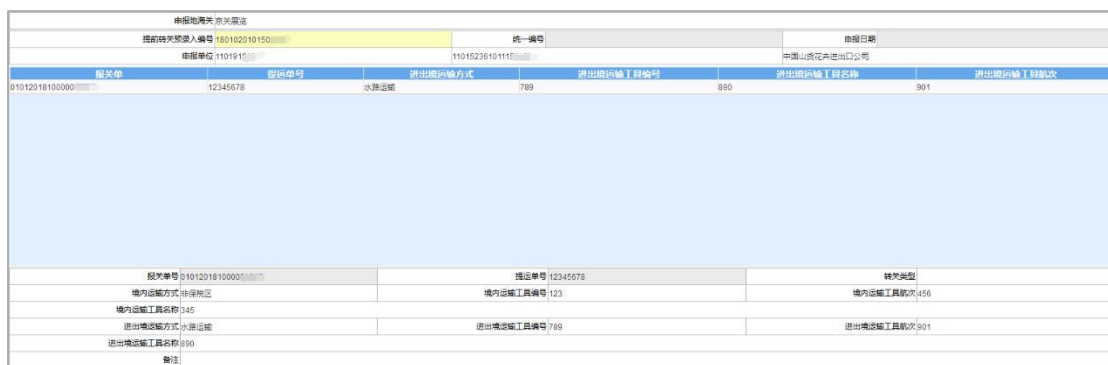 申报地海关 京关展览
提前转关预录入编号 180102010150 统一编号 申报日期
申报单位 110191 11015236101115 中国山货花卉进出口公司
报关单 提运单号 进出境运输方式 进出境运输工具编号 进出境运输工具名称 进出境运输工具航次
01012018100000 12345678 水路运输 789 890 901
报关单号 0101201810000 提运单号 12345678 转关类型
境内运输方式 非保税区 境内运输工具编号 123 境内运输工具航次 456
境内运输工具名称 345
进出境运输方式 水路运输 进出境运输工具编号 789 进出境运输工具航次 901
进出境运输工具名称 890
备注